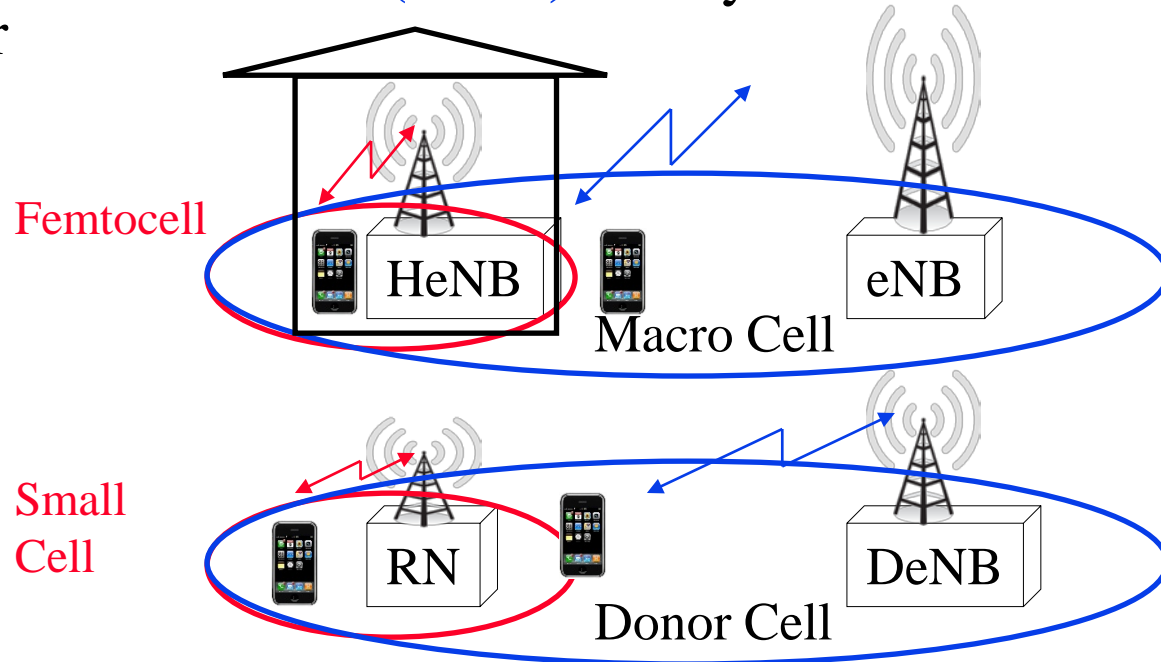 r
Femtocell
HeNB
eNB
Macro Cell
Small
Cell
RN
DeNB
Donor Cell